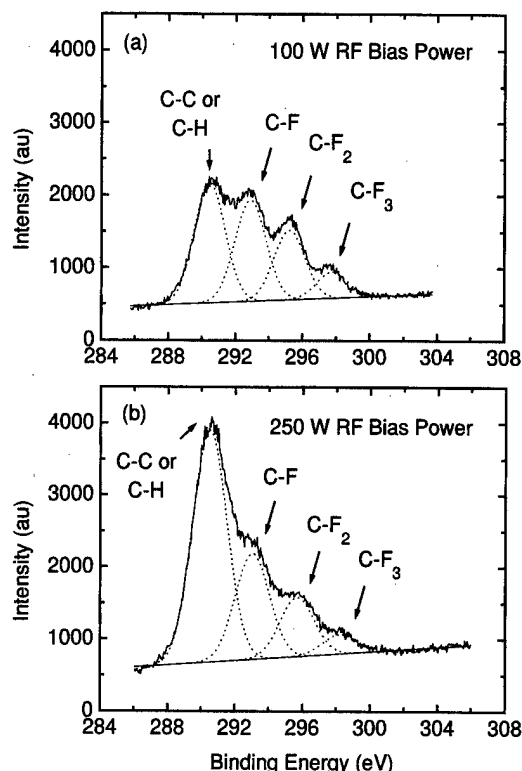 (a)
100 W RF Bias Power
C-C or
C-H
C-F
C-F2
C-F3
Intensity (au)
4000
3000
2000
1000
0
284 288 292 296 300 304 308
(b)
250 W RF Bias Power
C-C or
C-H
C-F
C-F2
C-F3
Intensity (au)
4000
3000
2000
1000
0
284 288 292 296 300 304 308
Binding Energy (eV)